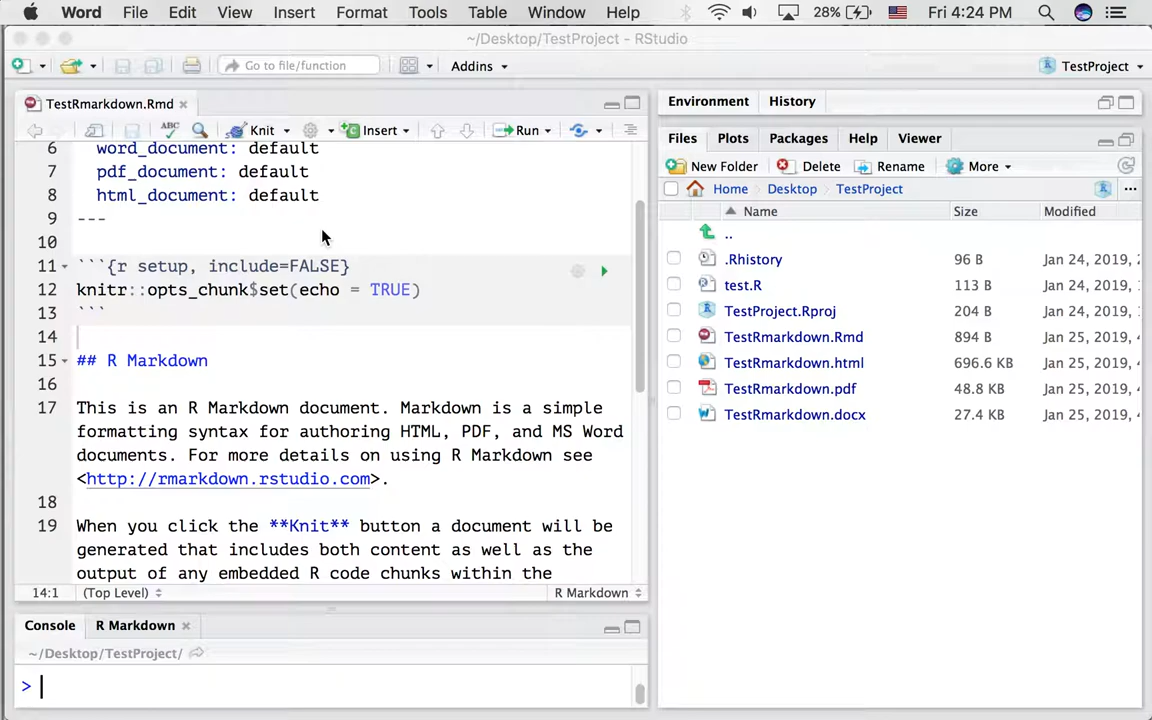 Word File Edit View Insert Format Tools Table Window Help 28% Fri 4:24 PM
~/Desktop/TestProject - RStudio
Go to file/function Addins TestProject
TestRmarkdown.Rmd
ABC Knit Insert Run
6 word_document: default
7 pdf_document: default
8 html_document: default
9 ---
10
11 ```{r setup, include=FALSE}
12 knitr::opts_chunk$set(echo = TRUE)
13 ```
14
15 ## R Markdown
16
17 This is an R Markdown document. Markdown is a simple
formatting syntax for authoring HTML, PDF, and MS Word
documents. For more details on using R Markdown see
<http://rmarkdown.rstudio.com>.
18
19 When you click the **Knit** button a document will be
generated that includes both content as well as the
output of any embedded R code chunks within the
14:1 (Top Level) R Markdown
Console R Markdown
~/Desktop/TestProject/
>
Environment History
Files Plots Packages Help Viewer
New Folder Delete Rename More
Home Desktop TestProject ...
Name Size Modified
..
.Rhistory 96 B Jan 24, 2019,
test.R 113 B Jan 24, 2019,
TestProject.Rproj 204 B Jan 24, 2019,
TestRmarkdown.Rmd 894 B Jan 25, 2019,
TestRmarkdown.html 696.6 KB Jan 25, 2019,
TestRmarkdown.pdf 48.8 KB Jan 25, 2019,
TestRmarkdown.docx 27.4 KB Jan 25, 2019,